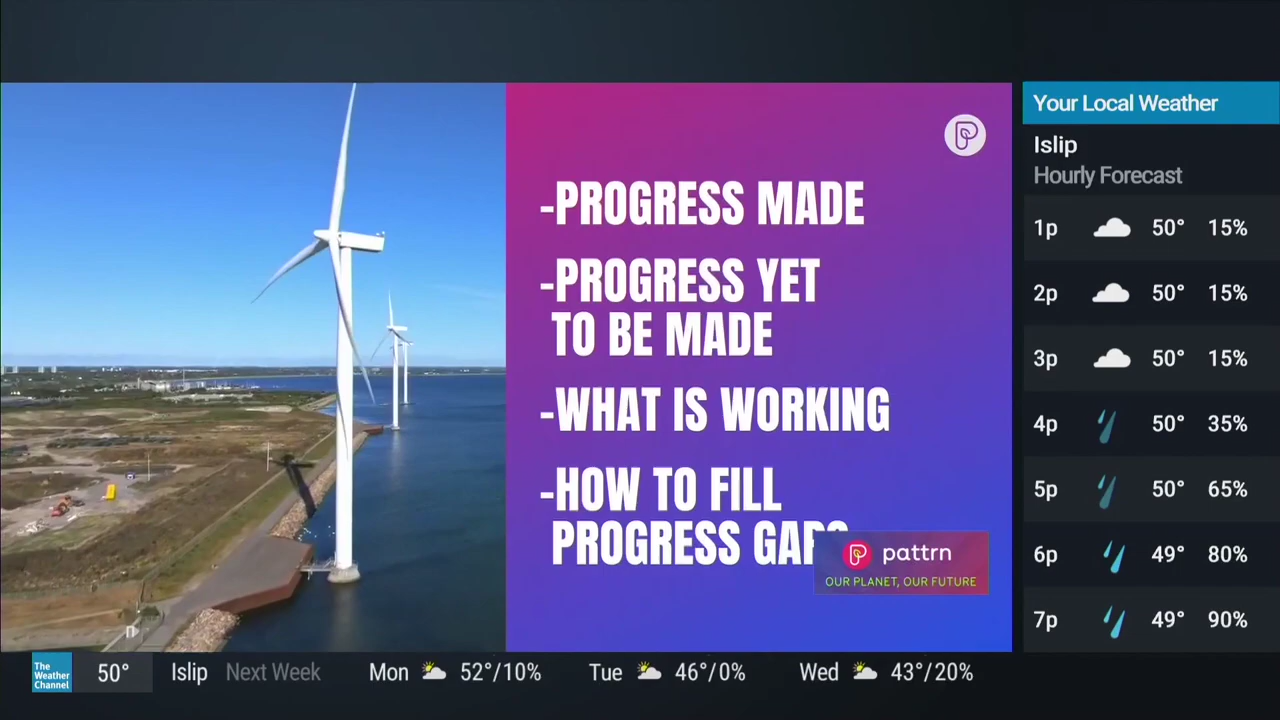 Your Local Weather
Islip
Hourly Forecast
1p 50° 15%
2p 50° 15%
3p 50° 15%
4p 50° 35%
5p 50° 65%
6p 49° 80%
7p 49° 90%
-PROGRESS MADE
-PROGRESS YET
TO BE MADE
-WHAT IS WORKING
-HOW TO FILL
PROGRESS GAPS
pattrn
OUR PLANET, OUR FUTURE
The
Weather
Channel
50° Islip Next Week Mon 52°/10% Tue 46°/0% Wed 43°/20%